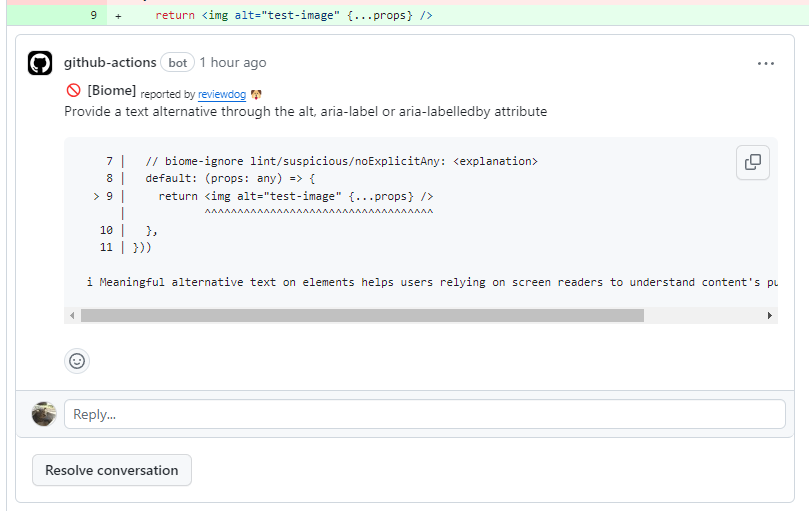 9 + return <img alt="test-image" {...props} />
github-actions bot 1 hour ago
[Biome] reported by reviewdog
Provide a text alternative through the alt, aria-label or aria-labelledby attribute
7 | // biome-ignore lint/suspicious/noExplicitAny: <explanation>
8 | default: (props: any) => {
> 9 | return <img alt="test-image" {...props} />
| ^^^^^^^^^^^^^^^^^^^^^^^^^^^^^^^^^^^
10 | },
11 | }))
i Meaningful alternative text on elements helps users relying on screen readers to understand content's pu
Reply...
Resolve conversation